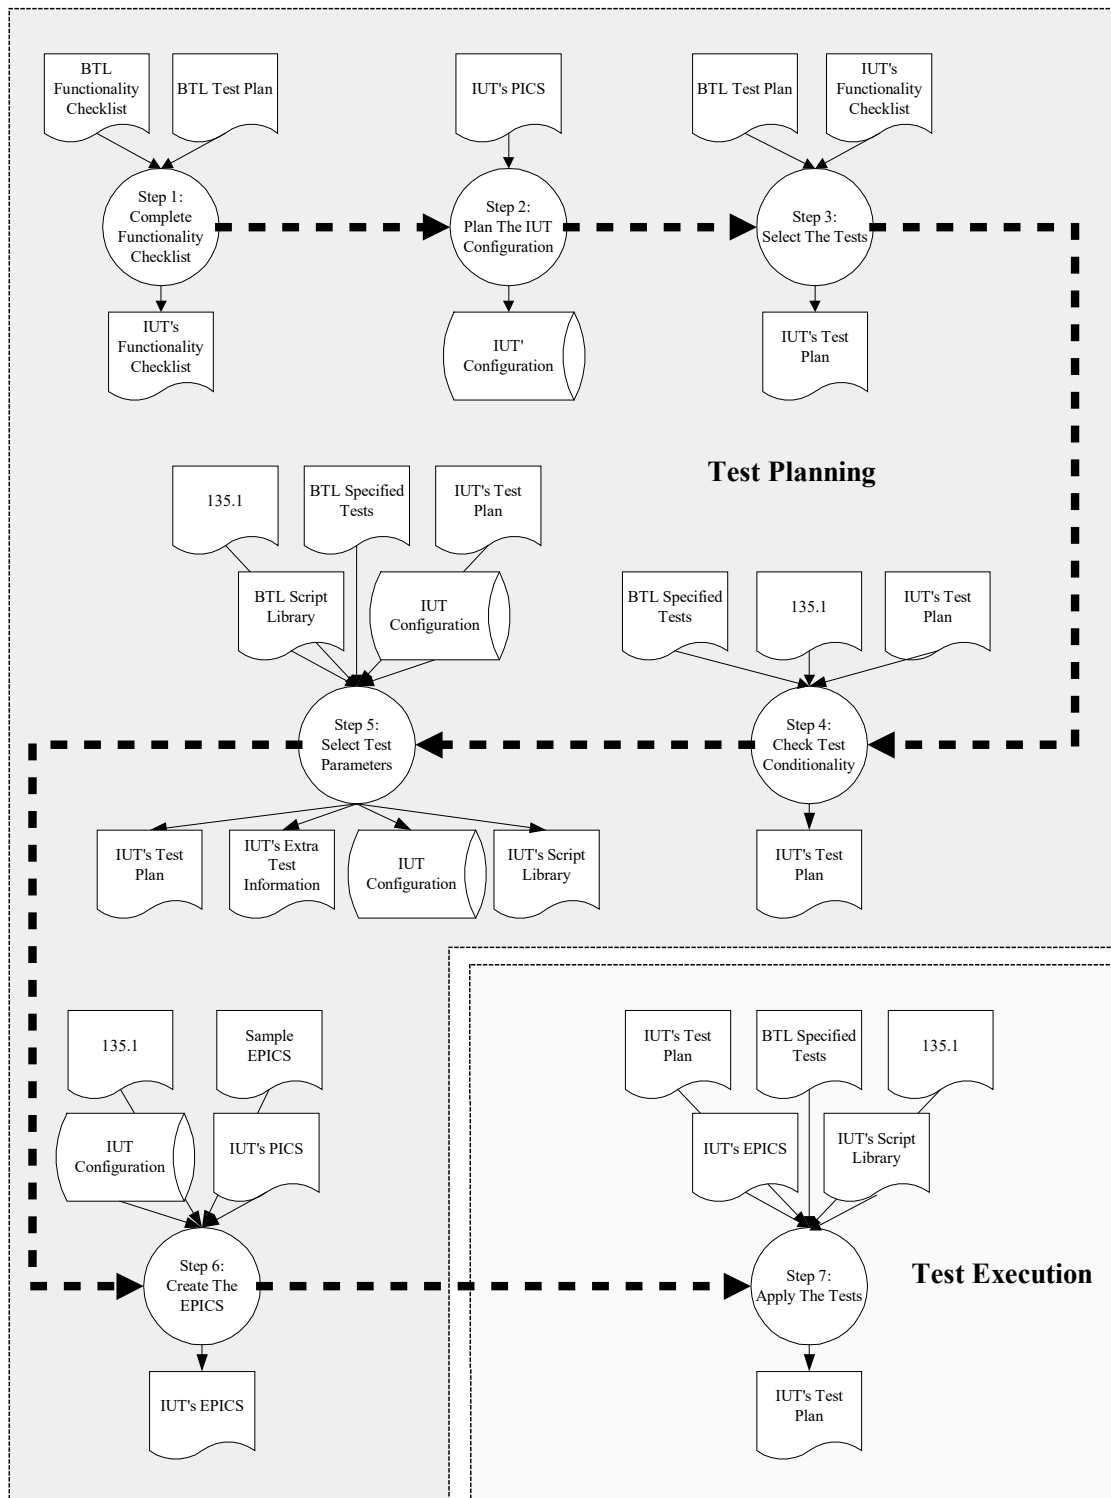 BTL
Functionality
Checklist
BTL Test Plan
IUT's PICS
BTL Test Plan
IUT's
Functionality
Checklist
Step 1:
Complete
Functionality
Checklist
Step 2:
Plan The IUT
Configuration
Step 3:
Select The Tests
IUT's
Functionality
Checklist
IUT'
Configuration
IUT's Test
Plan
Test Planning
135.1
BTL Specified
Tests
IUT's Test
Plan
BTL Script
Library
IUT
Configuration
BTL Specified
Tests
135.1
IUT's Test
Plan
Step 5:
Select Test
Parameters
Step 4:
Check Test
Conditionality
IUT's Test
Plan
IUT's Extra
Test
Information
IUT
Configuration
IUT's Script
Library
IUT's Test
Plan
135.1
Sample
EPICS
IUT
Configuration
IUT's PICS
IUT's Test
Plan
BTL Specified
Tests
135.1
IUT's EPICS
IUT's Script
Library
Step 6:
Create The
EPICS
Step 7:
Apply The Tests
Test Execution
IUT's EPICS
IUT's Test
Plan